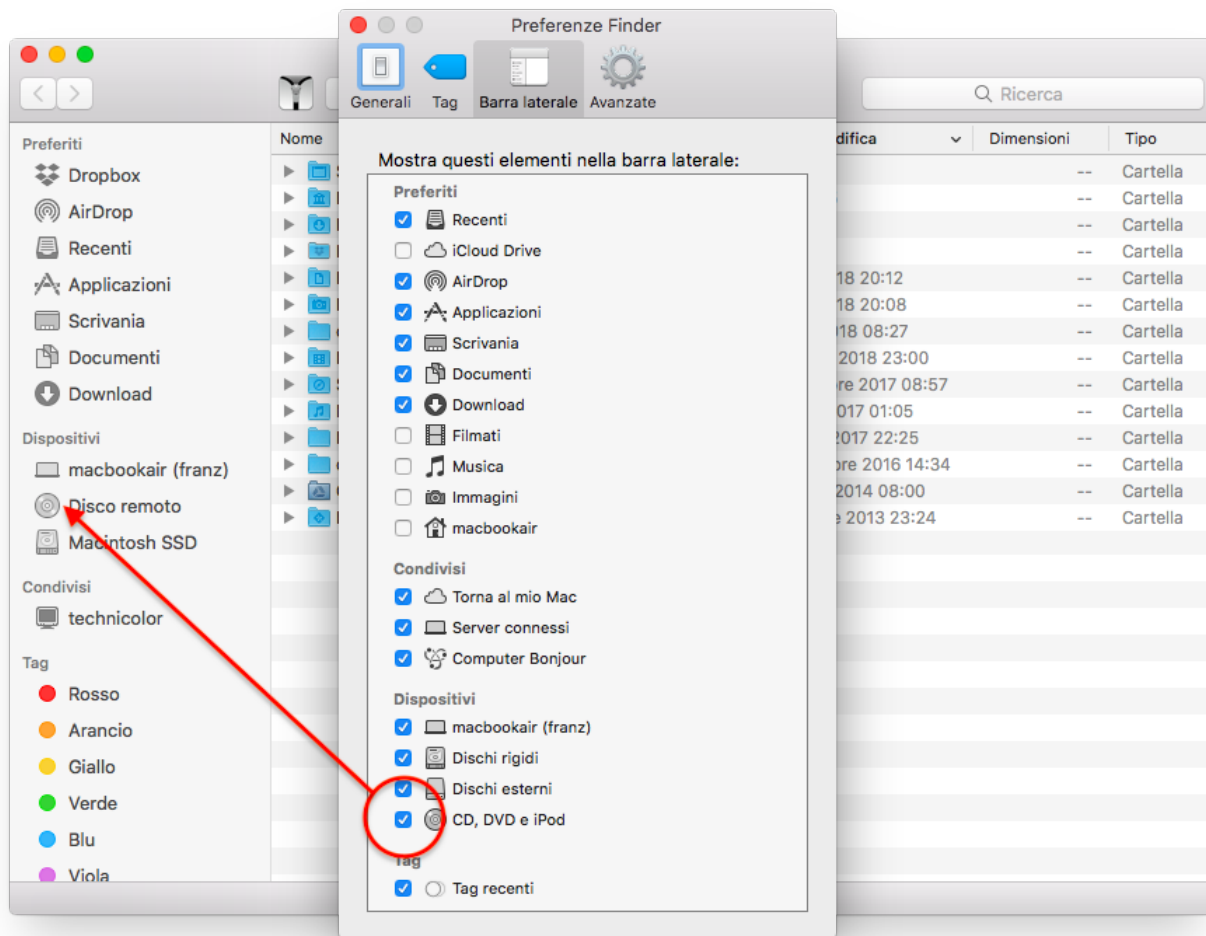 Preferenze Finder
Generali Tag Barra laterale Avanzate
Ricerca
Preferiti
Dropbox
AirDrop
Recenti
Applicazioni
Scrivania
Documenti
Download
Dispositivi
macbookair (franz)
Disco remoto
Macintosh SSD
Condivisi
technicolor
Tag
Rosso
Arancio
Giallo
Verde
Blu
Viola
Mostra questi elementi nella barra laterale:
Preferiti
Recenti
iCloud Drive
AirDrop
Applicazioni
Scrivania
Documenti
Download
Filmati
Musica
Immagini
macbookair
Condivisi
Torna al mio Mac
Server connessi
Computer Bonjour
Dispositivi
macbookair (franz)
Dischi rigidi
Dischi esterni
CD, DVD e iPod
Tag
Tag recenti
Nome Dimensioni Tipo
-- Cartella
-- Cartella
-- Cartella
-- Cartella
18 20:12 -- Cartella
18 20:08 -- Cartella
18 08:27 -- Cartella
2018 23:00 -- Cartella
2017 08:57 -- Cartella
017 01:05 -- Cartella
2017 22:25 -- Cartella
2016 14:34 -- Cartella
2014 08:00 -- Cartella
2013 23:24 -- Cartella